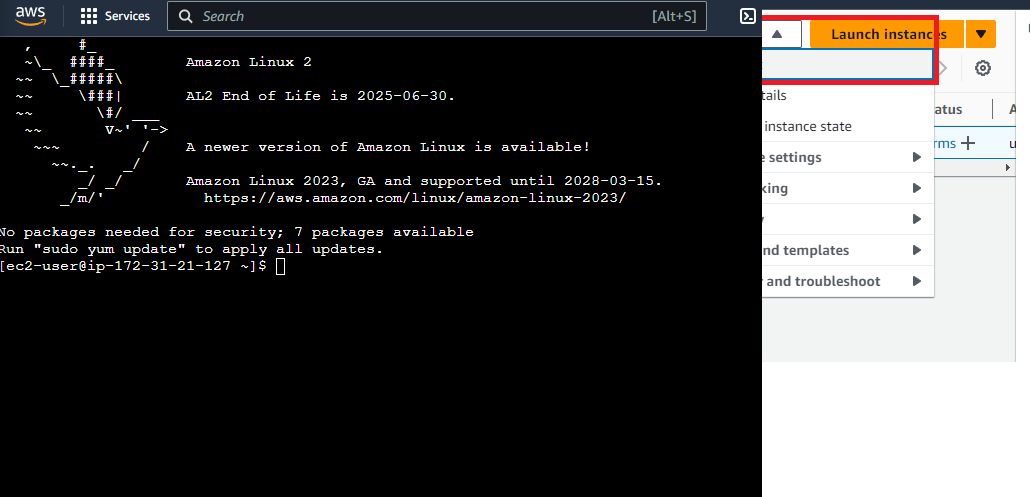 aws
Services
Search
[Alt+S]
Launch instances
Amazon Linux 2
AL2 End of Life is 2025-06-30.
A newer version of Amazon Linux is available!
Amazon Linux 2023, GA and supported until 2028-03-15.
https://aws.amazon.com/linux/amazon-linux-2023/
No packages needed for security; 7 packages available
Run "sudo yum update" to apply all updates.
[ec2-user@ip-172-31-21-127 ~]$
tails
instance state
e settings
king
y
nd templates
y and troubleshoot
atus
A
rms
u